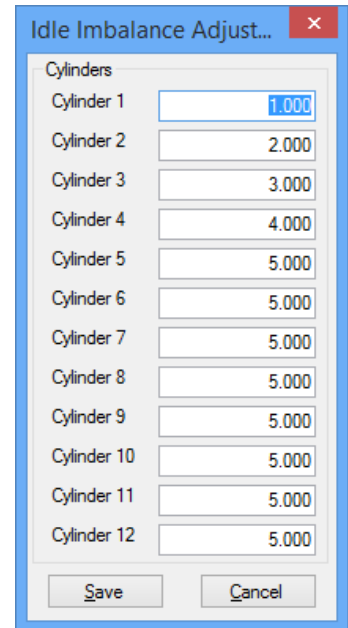 Idle Imbalance Adjust...
Cylinders
Cylinder 1 1.000
Cylinder 2 2.000
Cylinder 3 3.000
Cylinder 4 4.000
Cylinder 5 5.000
Cylinder 6 5.000
Cylinder 7 5.000
Cylinder 8 5.000
Cylinder 9 5.000
Cylinder 10 5.000
Cylinder 11 5.000
Cylinder 12 5.000
Save Cancel